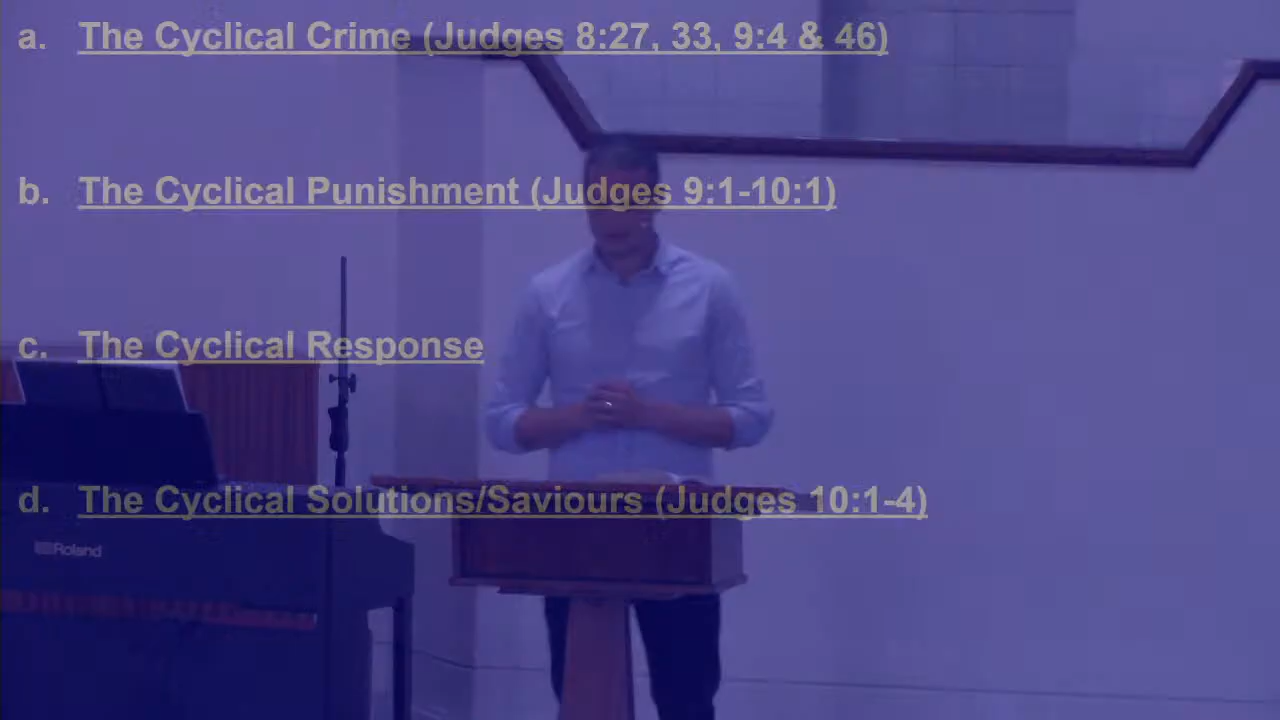 a. The Cyclical Crime (Judges 8:27, 33, 9:4 & 46)
b. The Cyclical Punishment (Judges 9:1-10:1)
c. The Cyclical Response
d. The Cyclical Solutions/Saviours (Judges 10:1-4)
Roland